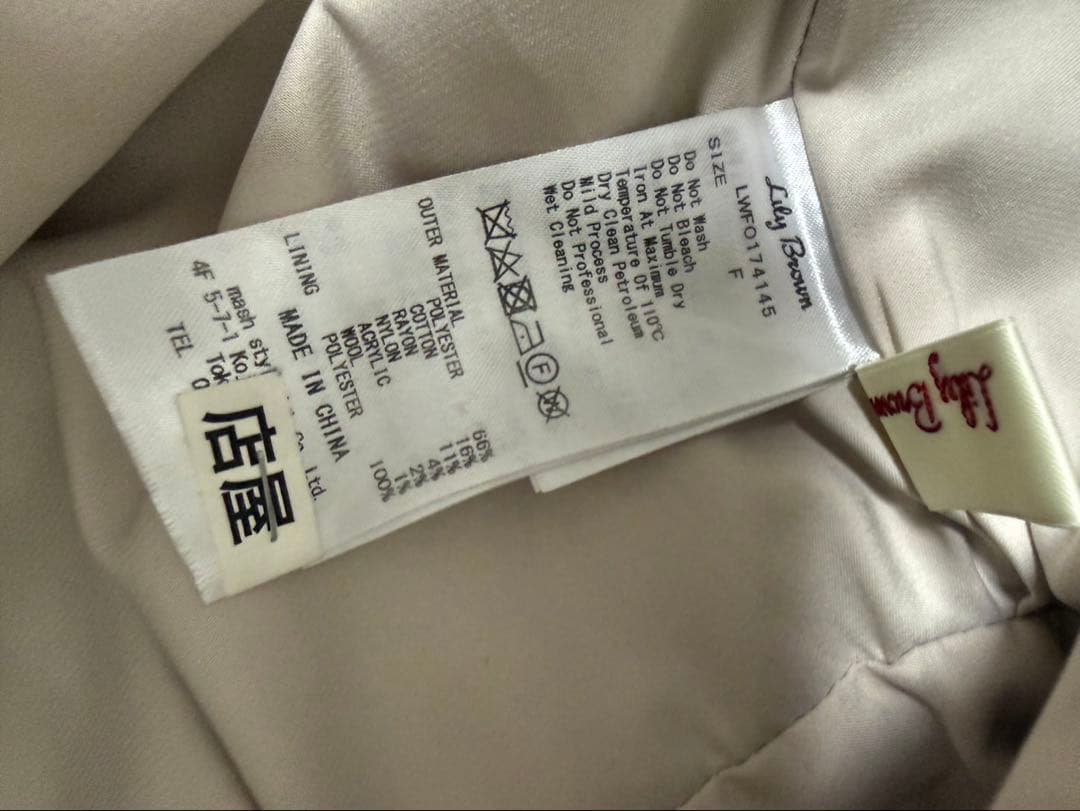 Lily Brown
LWFO174145
SIZE F
Do Not Wash
Do Not Bleach
Do Not Tumble Dry
Iron At Maximum
Temperature Of 110℃
Dry Clean Petroleum
Mild Process
Do Not Professional
Wet Cleaning
F
OUTER MATERIAL
POLYESTER 66%
COTTON 16%
RAYON 11%
NYLON 4%
ACRYLIC 2%
WOOL 1%
LINING POLYESTER 100%
MADE IN CHINA
mash sty Co., Ltd.
4F 5-7-1 Ko
TEL
店屋
Lily Brown